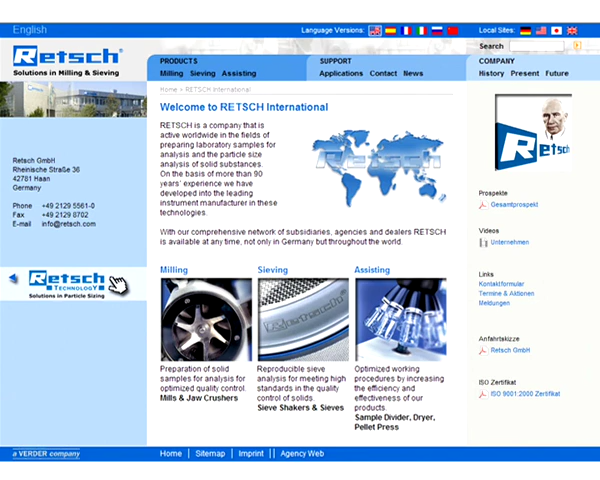 English
Language Versions:
Local Sites:
Search
Retsch®
Solutions in Milling & Sieving
PRODUCTS
Milling Sieving Assisting
SUPPORT
Applications Contact News
COMPANY
History Present Future
Home » RETSCH International
Welcome to RETSCH International
RETSCH is a company that is
active worldwide in the fields of
preparing laboratory samples for
analysis and the particle size
analysis of solid substances.
On the basis of more than 90
years' experience we have
developed into the leading
instrument manufacturer in these
technologies.
Retsch
With our comprehensive network of subsidiaries, agencies and dealers RETSCH
is available at any time, not only in Germany but throughout the world.
Retsch GmbH
Rheinische Straße 36
42781 Haan
Germany
Phone +49 2129 5561-0
Fax +49 2129 8702
E-mail info@retsch.com
Retsch
TECHNOLOGY
Solutions in Particle Sizing
Milling
Preparation of solid
samples for analysis for
optimized quality control.
Mills & Jaw Crushers
Sieving
Retsch
Reproducible sieve
analysis for meeting high
standards in the quality
control of solids.
Sieve Shakers & Sieves
Assisting
Optimized working
procedures by increasing
the efficiency and
effectiveness of our
products.
Sample Divider, Dryer,
Pellet Press
Retsch
Prospekte
Gesamtprospekt
Videos
Unternehmen
Links
Kontaktformular
Termine & Aktionen
Meldungen
Anfahrtskizze
Retsch GmbH
ISO Zertifikat
ISO 9001:2000 Zertifikat
a VERDER company
Home | Sitemap | Imprint || Agency Web